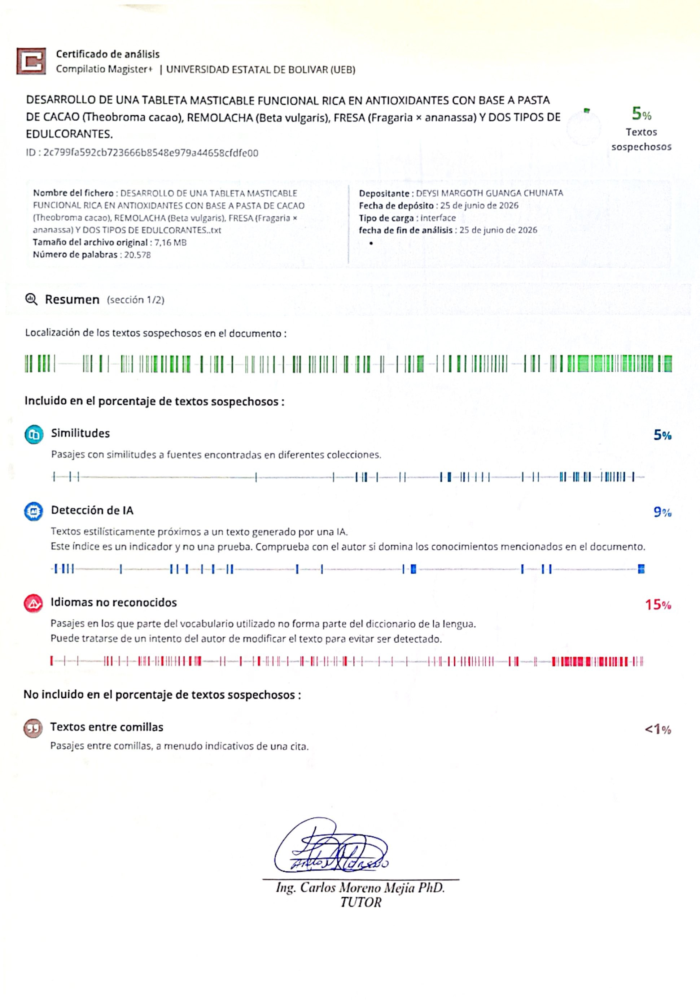 Certificado de análisis
Compilatio Magister+ | UNIVERSIDAD ESTATAL DE BOLIVAR (UEB)
DESARROLLO DE UNA TABLETA MASTICABLE FUNCIONAL RICA EN ANTIOXIDANTES CON BASE A PASTA
DE CACAO (Theobroma cacao), REMOLACHA (Beta vulgaris), FRESA (Fragaria × ananassa) Y DOS TIPOS DE
EDULCORANTES.
ID : 2c799fa592cb723666b8548e979a44658cfdfe00
5%
Textos
sospechosos
Nombre del fichero : DESARROLLO DE UNA TABLETA MASTICABLE
FUNCIONAL RICA EN ANTIOXIDANTES CON BASE A PASTA DE CACAO
(Theobroma cacao), REMOLACHA (Beta vulgaris), FRESA (Fragaria ×
ananassa) Y DOS TIPOS DE EDULCORANTES..txt
Tamaño del archivo original : 7,16 MB
Número de palabras : 20.578
Depositante : DEYSI MARGOTH GUANGA CHUNATA
Fecha de depósito : 25 de junio de 2026
Tipo de carga : interface
fecha de fin de análisis : 25 de junio de 2026
Resumen (sección 1/2)
Localización de los textos sospechosos en el documento :
Incluido en el porcentaje de textos sospechosos :
Similitudes 5%
Pasajes con similitudes a fuentes encontradas en diferentes colecciones.
Detección de IA 9%
Textos estilísticamente próximos a un texto generado por una IA.
Este índice es un indicador y no una prueba. Comprueba con el autor si domina los conocimientos mencionados en el documento.
Idiomas no reconocidos 15%
Pasajes en los que parte del vocabulario utilizado no forma parte del diccionario de la lengua.
Puede tratarse de un intento del autor de modificar el texto para evitar ser detectado.
No incluido en el porcentaje de textos sospechosos :
Textos entre comillas <1%
Pasajes entre comillas, a menudo indicativos de una cita.
Ing. Carlos Moreno Mejía PhD.
TUTOR